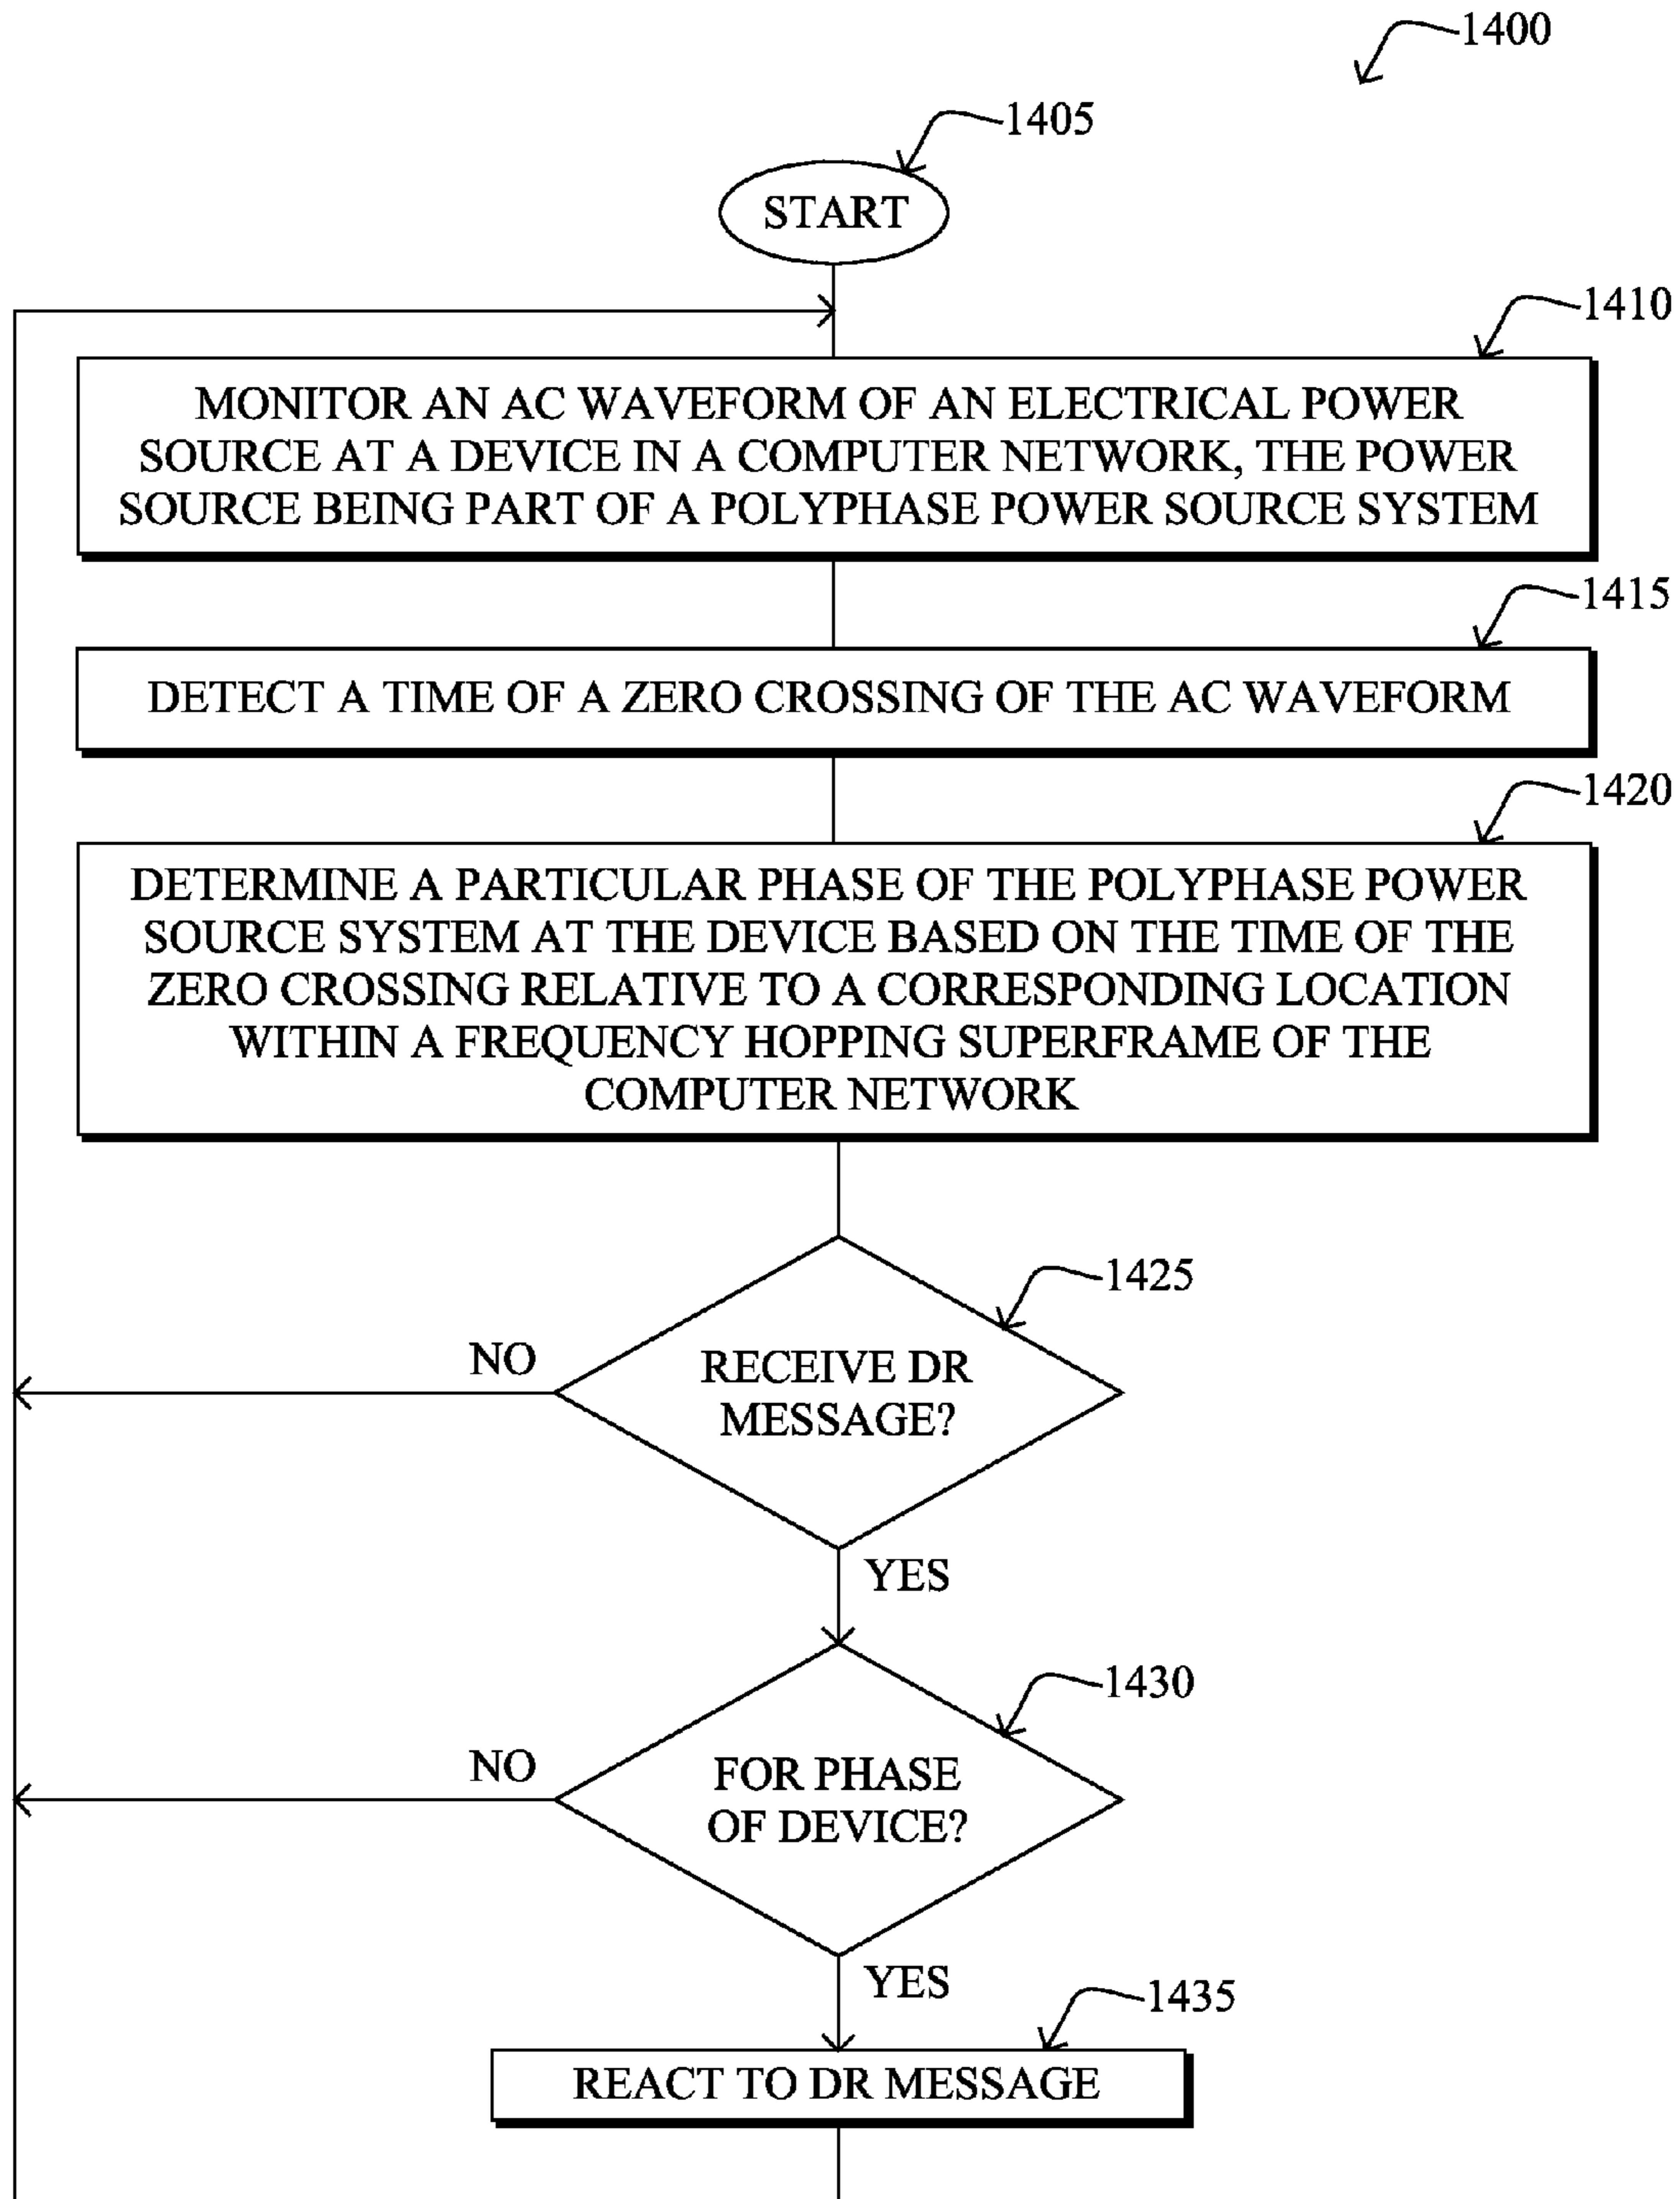 1400
1405
START
1410
MONITOR AN AC WAVEFORM OF AN ELECTRICAL POWER
SOURCE AT A DEVICE IN A COMPUTER NETWORK, THE POWER
SOURCE BEING PART OF A POLYPHASE POWER SOURCE SYSTEM
1415
DETECT A TIME OF A ZERO CROSSING OF THE AC WAVEFORM
1420
DETERMINE A PARTICULAR PHASE OF THE POLYPHASE POWER
SOURCE SYSTEM AT THE DEVICE BASED ON THE TIME OF THE
ZERO CROSSING RELATIVE TO A CORRESPONDING LOCATION
WITHIN A FREQUENCY HOPPING SUPERFRAME OF THE
COMPUTER NETWORK
1425
NO
RECEIVE DR
MESSAGE?
YES
1430
NO
FOR PHASE
OF DEVICE?
YES
1435
REACT TO DR MESSAGE